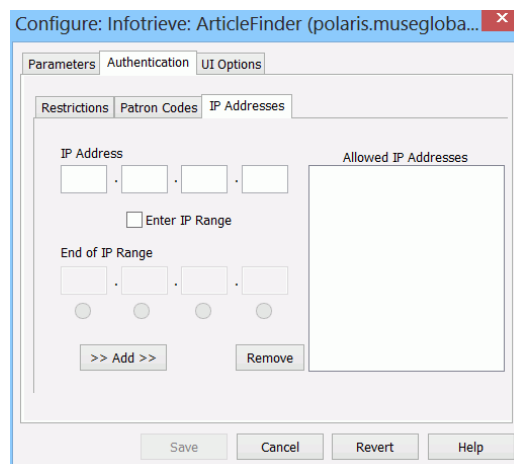 Configure: Infotrieve: ArticleFinder (polaris.musegloba...
Parameters Authentication UI Options
Restrictions Patron Codes IP Addresses
IP Address
Allowed IP Addresses
. . .
Enter IP Range
End of IP Range
. . .
>> Add >> Remove
Save Cancel Revert Help